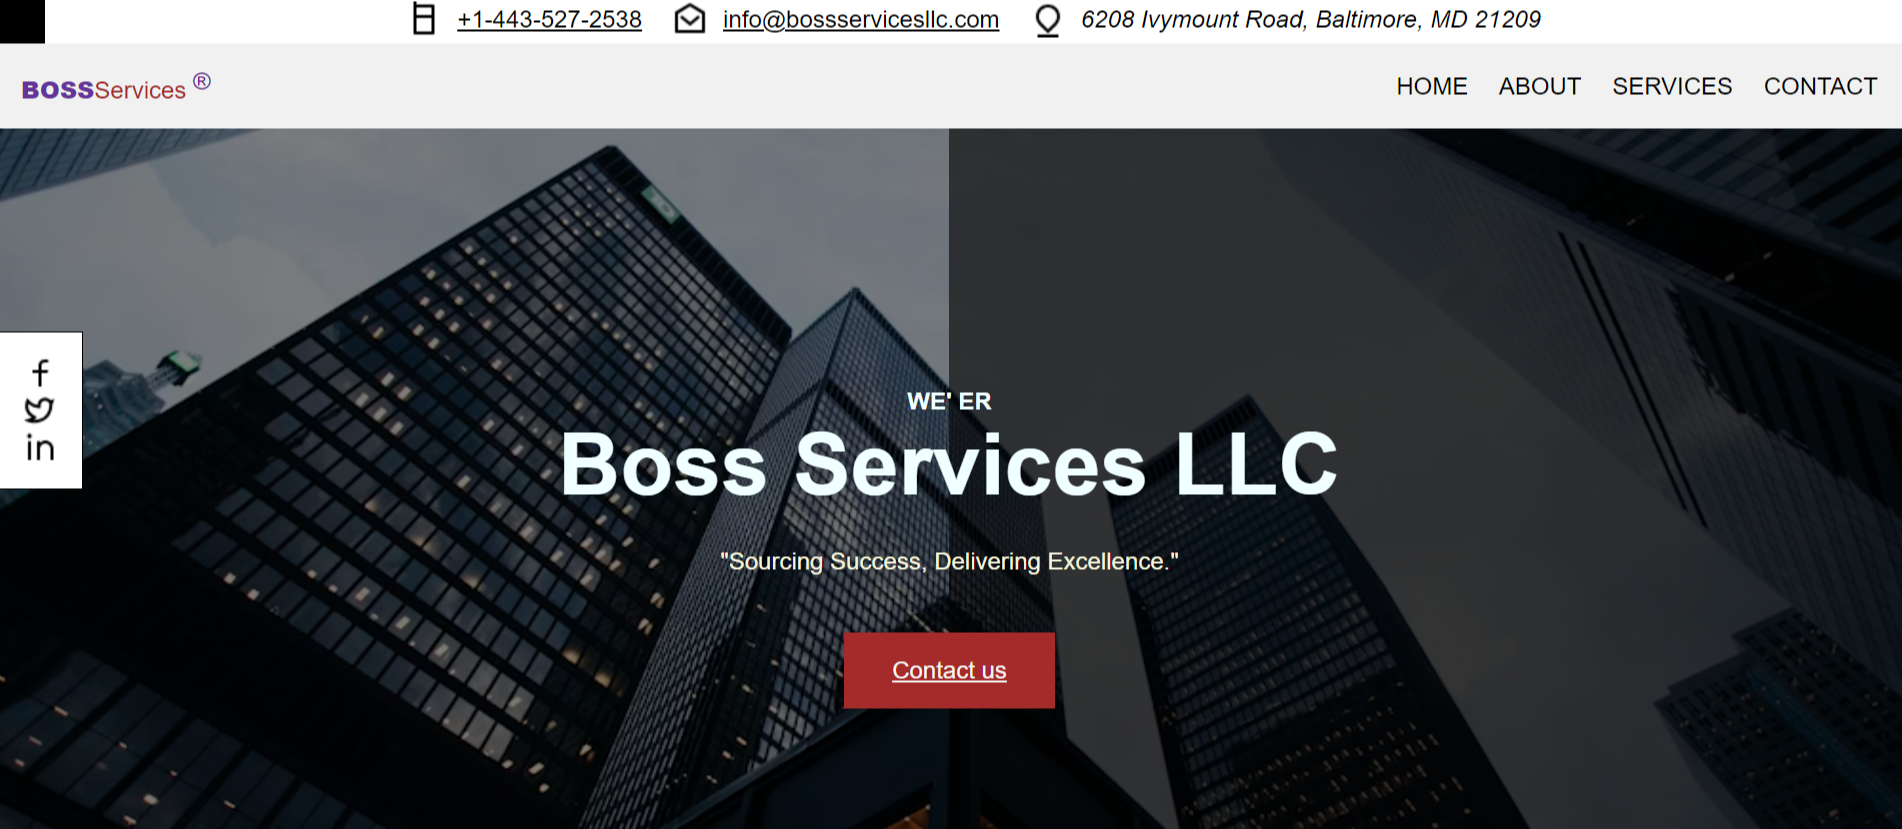 +1-443-527-2538 info@bossservicesllc.com 6208 Ivymount Road, Baltimore, MD 21209
BOSSServices ® HOME ABOUT SERVICES CONTACT
f
in
WE' ER
Boss Services LLC
"Sourcing Success, Delivering Excellence."
Contact us